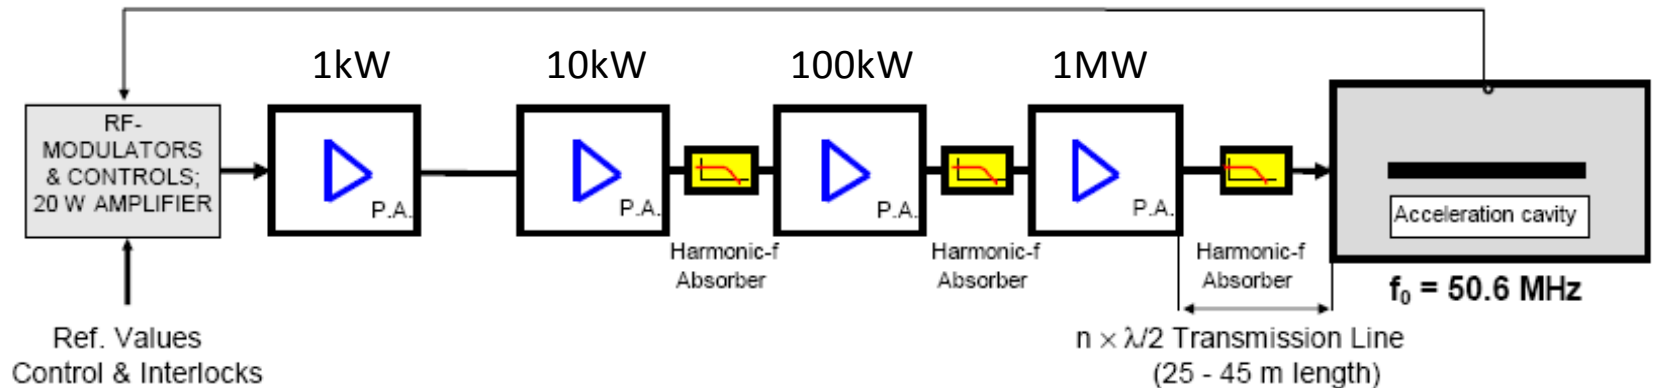 1kW
10kW
100kW
1MW
RF-
MODULATORS
& CONTROLS;
20 W AMPLIFIER
P.A.
P.A.
P.A.
P.A.
Harmonic-f
Absorber
Harmonic-f
Absorber
Harmonic-f
Absorber
Acceleration cavity
f₀ = 50.6 MHz
Ref. Values
Control & Interlocks
n × λ/2 Transmission Line
(25 - 45 m length)